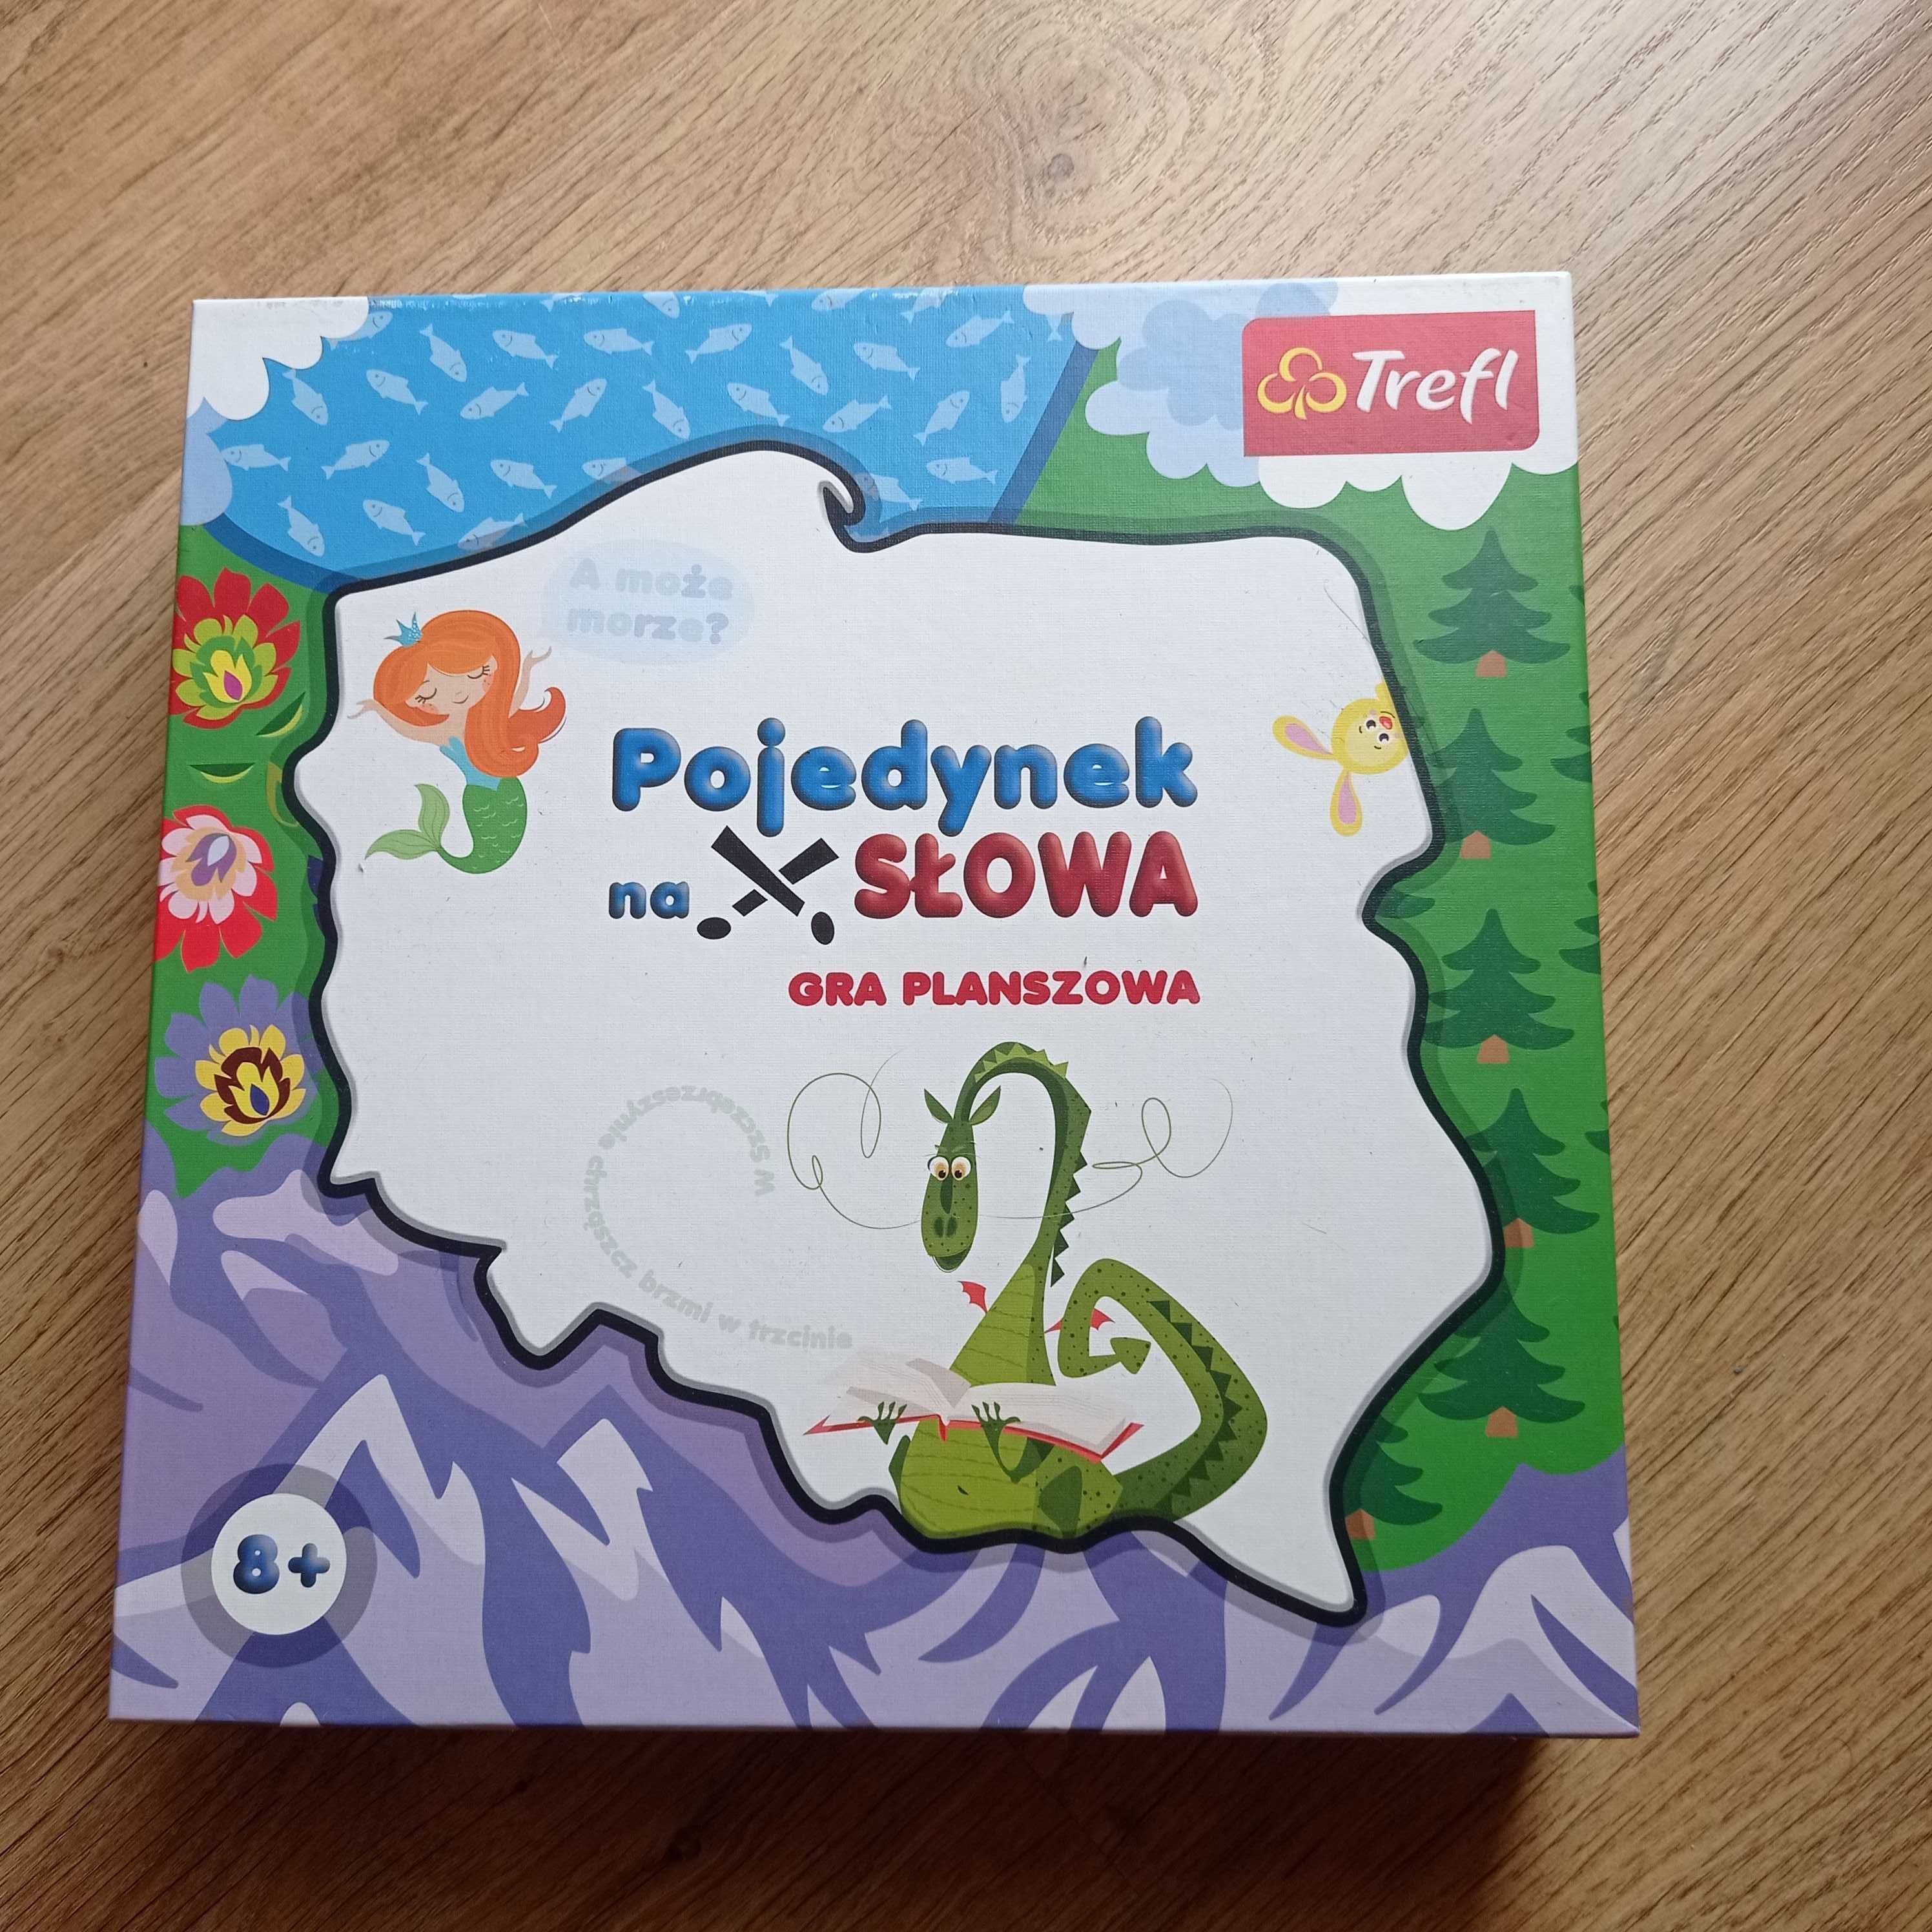 Trefl
A może
morze?
Pojedynek
na SŁOWA
GRA PLANSZOWA
W Szczebrzeszynie chrząszcz brzmi w trzcinie
8+